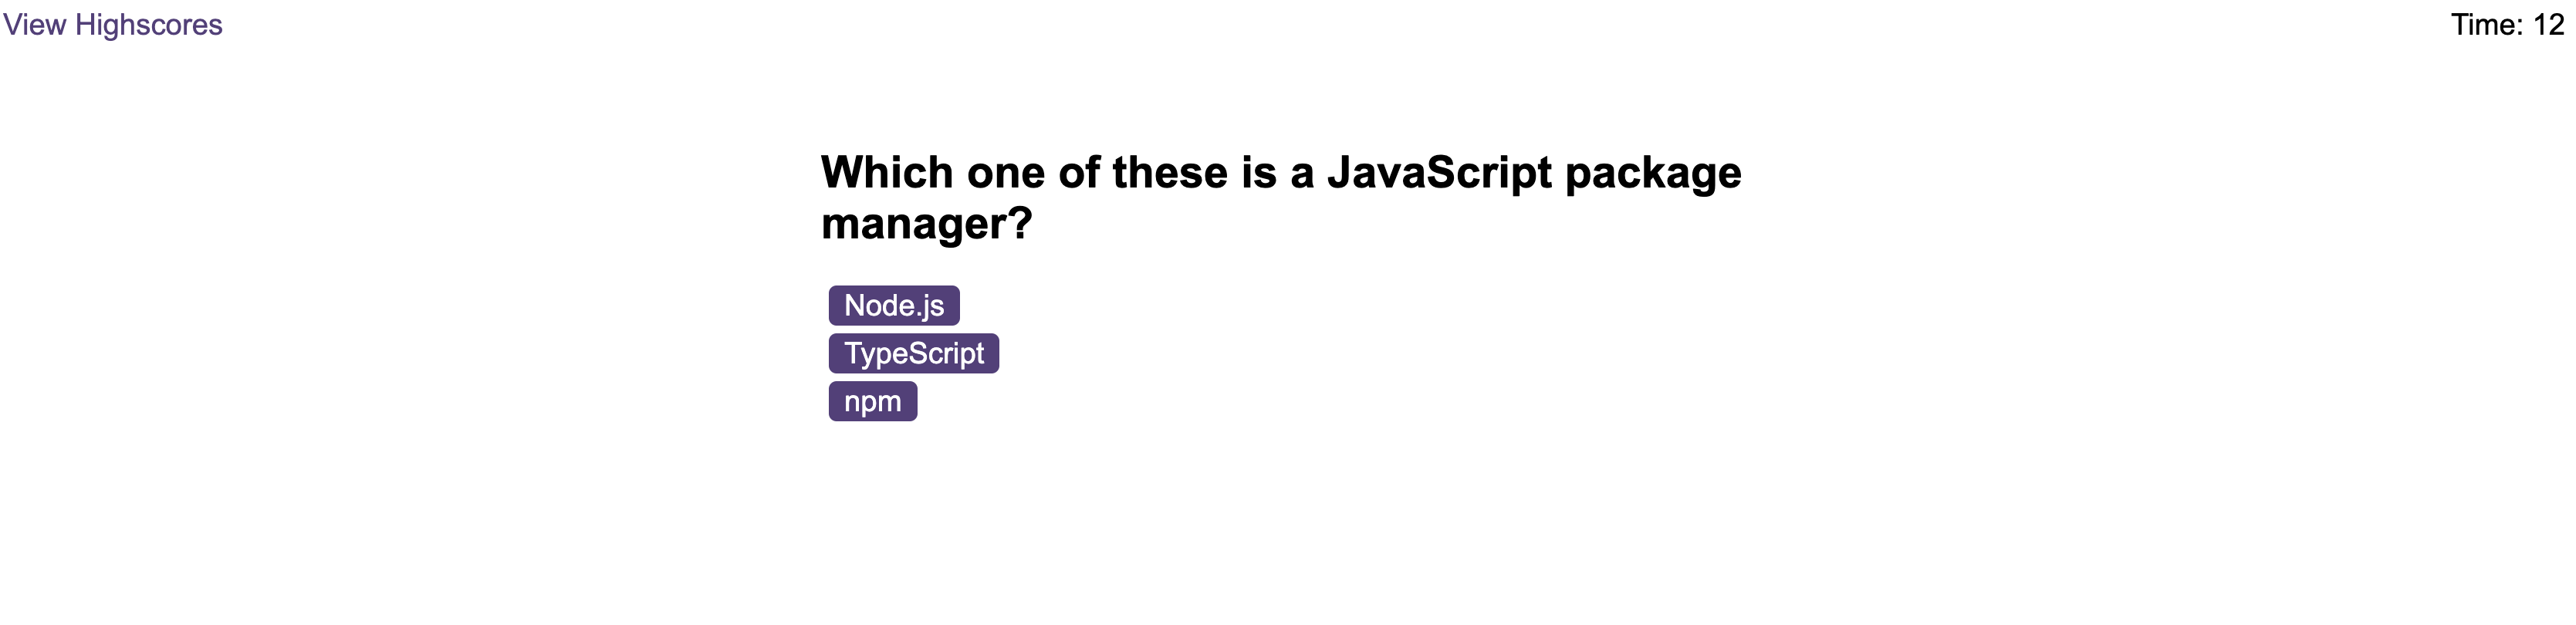 View Highscores
Time: 12
Which one of these is a JavaScript package
manager?
Node.js
TypeScript
npm